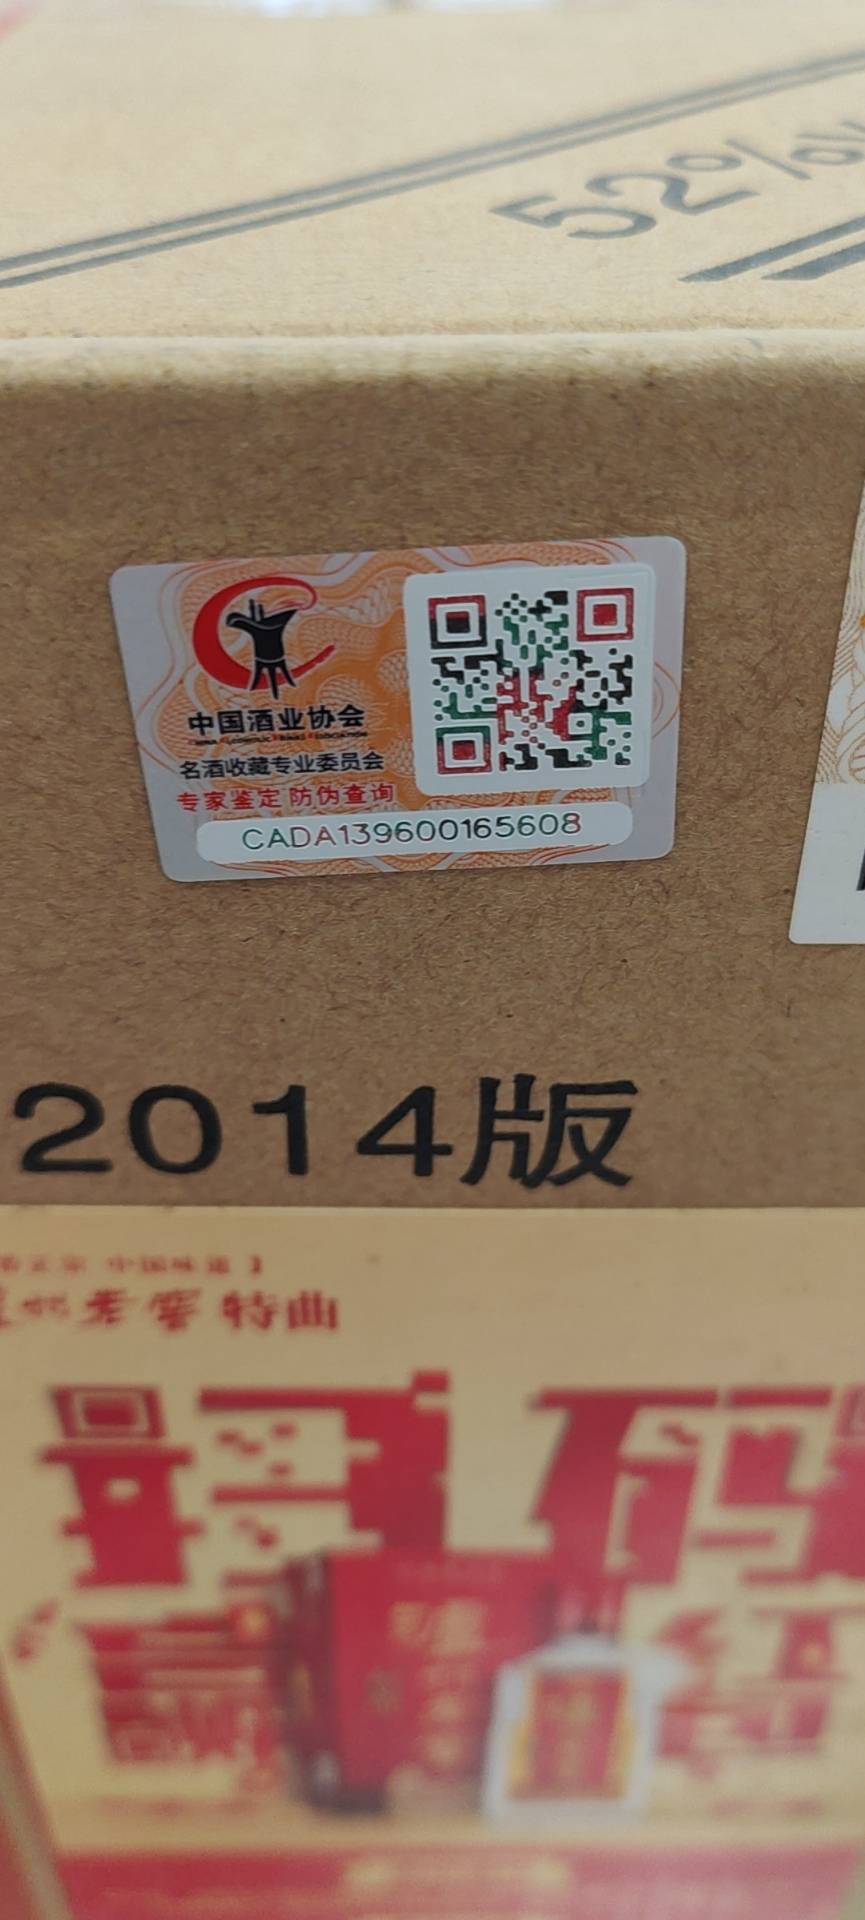 52%
中国酒业协会
名酒收藏专业委员会
专家鉴定 防伪查询
CADA139600165608
2014版
老窖 特曲